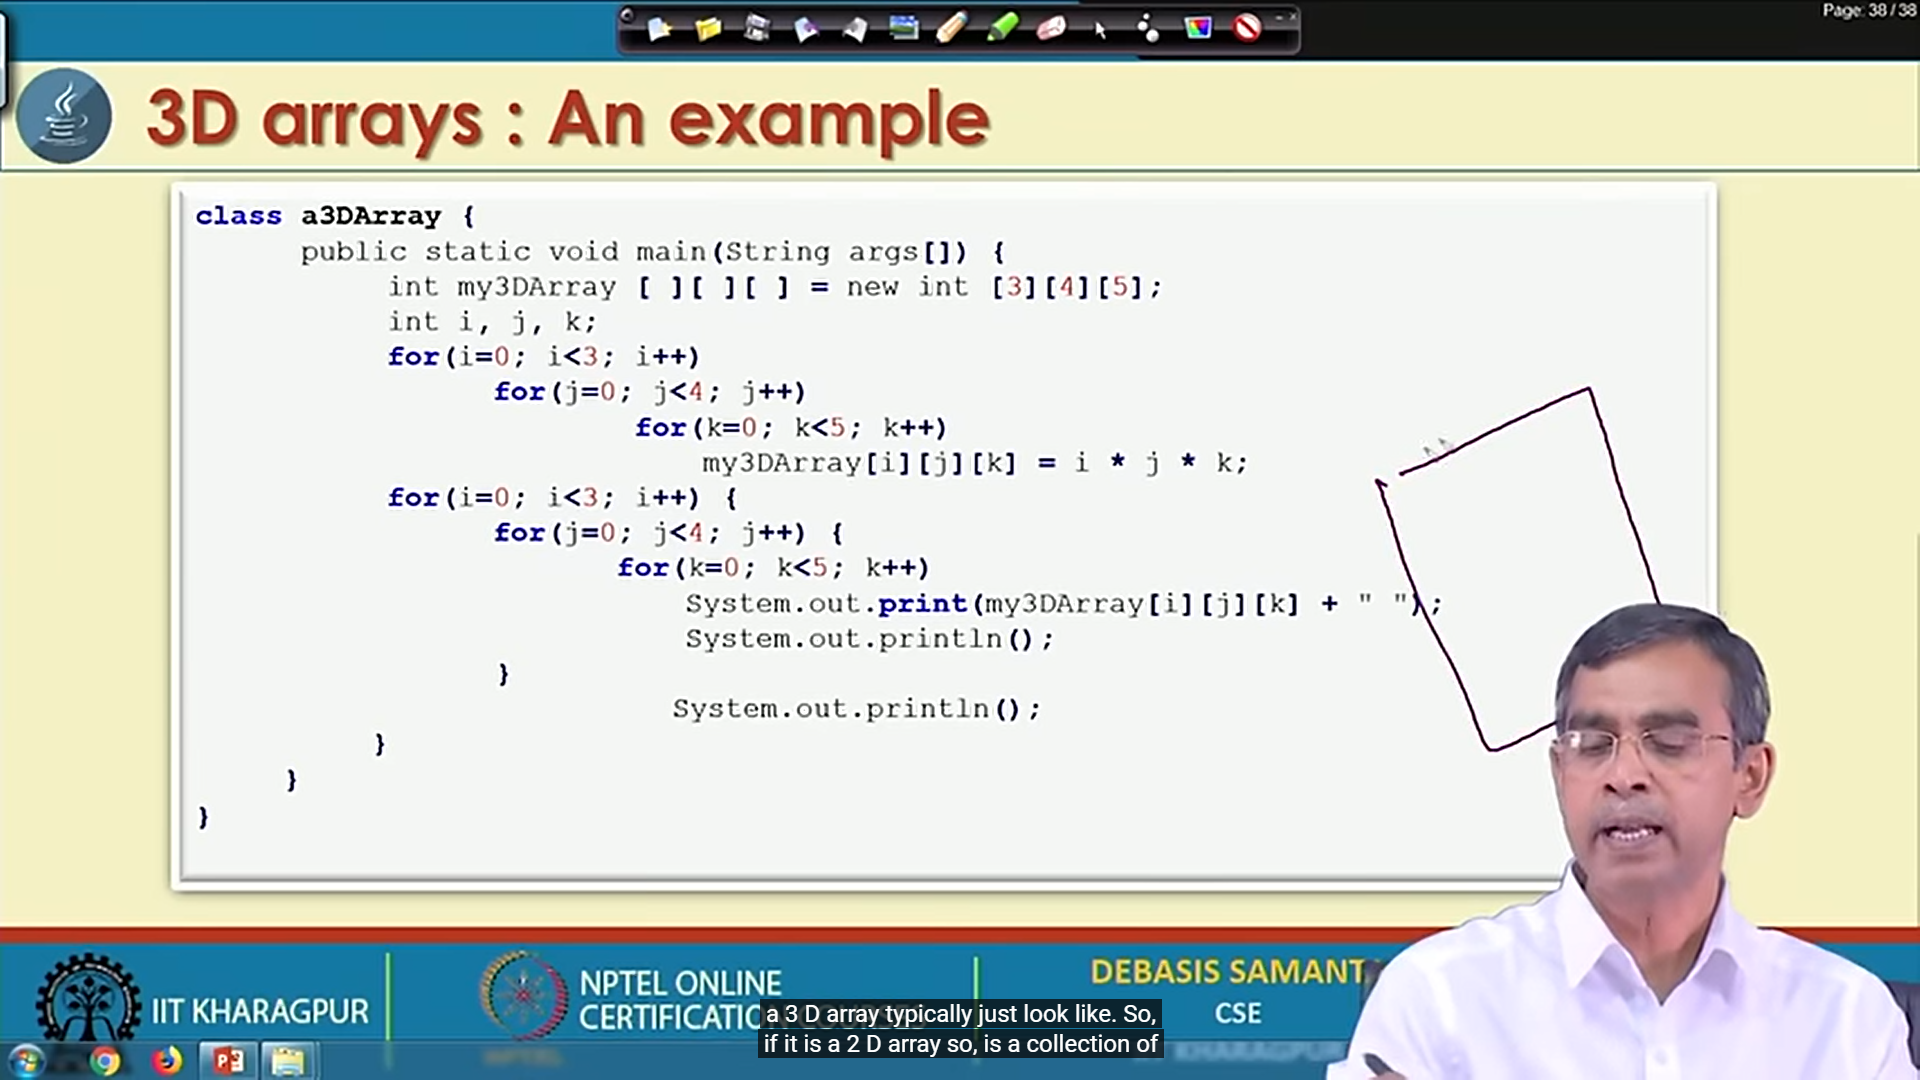 Page: 38 / 38
3D arrays : An example
class a3DArray {
public static void main(String args[]) {
int my3DArray [ ][ ][ ] = new int [3][4][5];
int i, j, k;
for(i=0; i<3; i++)
for(j=0; j<4; j++)
for(k=0; k<5; k++)
my3DArray[i][j][k] = i * j * k;
for(i=0; i<3; i++) {
for(j=0; j<4; j++) {
for(k=0; k<5; k++)
System.out.print(my3DArray[i][j][k] + " ");
System.out.println();
}
System.out.println();
}
}
}
IIT KHARAGPUR
NPTEL ONLINE
CERTIFICATION COURSES
DEBASIS SAMANT
CSE
a 3 D array typically just look like. So,
if it is a 2 D array so, is a collection of